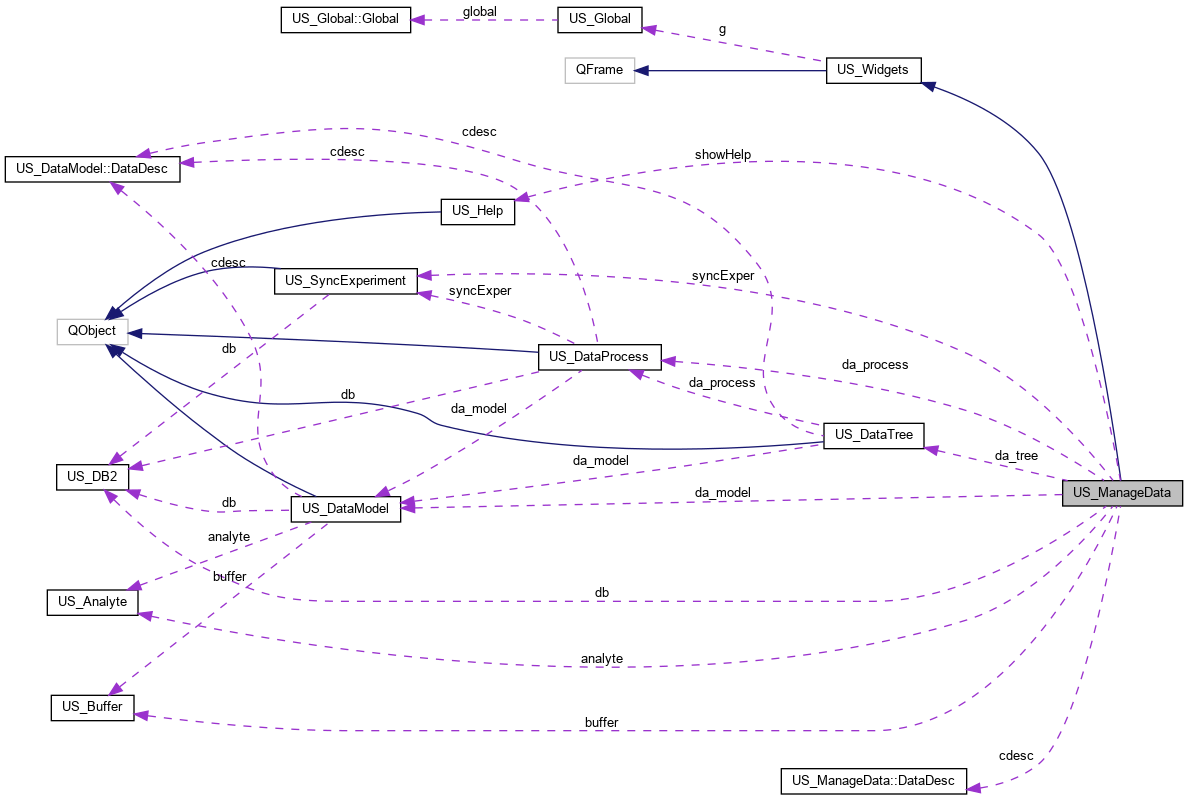 US_Global::Global
global
US_Global
g
QFrame
US_Widgets
cdesc
cdesc
showHelp
US_DataModel::DataDesc
US_Help
cdesc
US_SyncExperiment
syncExper
syncExper
QObject
db
US_DataProcess
da_process
da_process
db
da_model
US_DataTree
da_tree
da_model
US_DB2
db
US_DataModel
da_model
US_ManageData
analyte
buffer
US_Analyte
db
analyte
US_Buffer
buffer
cdesc
US_ManageData::DataDesc